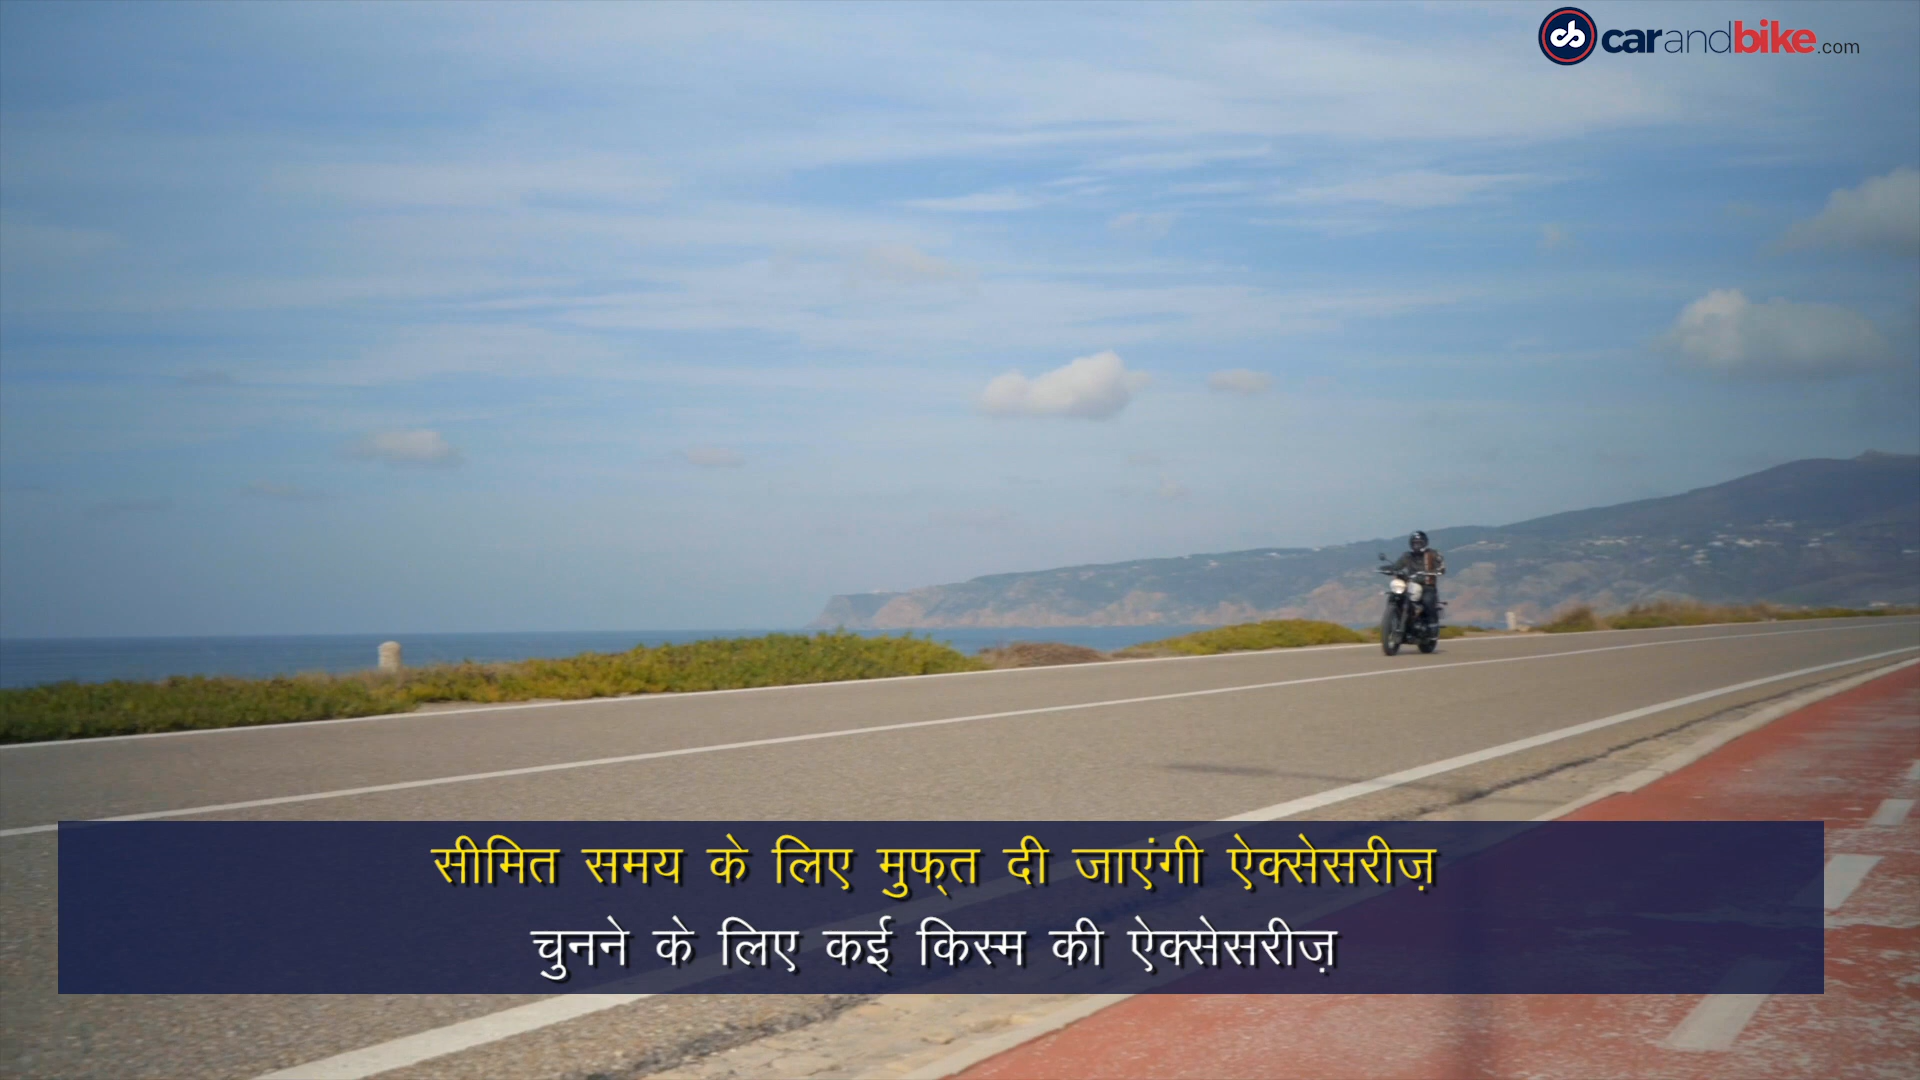 carandbike.com
सीमित समय के लिए मुफ्त दी जाएंगी ऐक्सेसरीज़
चुनने के लिए कई किस्म की ऐक्सेसरीज़